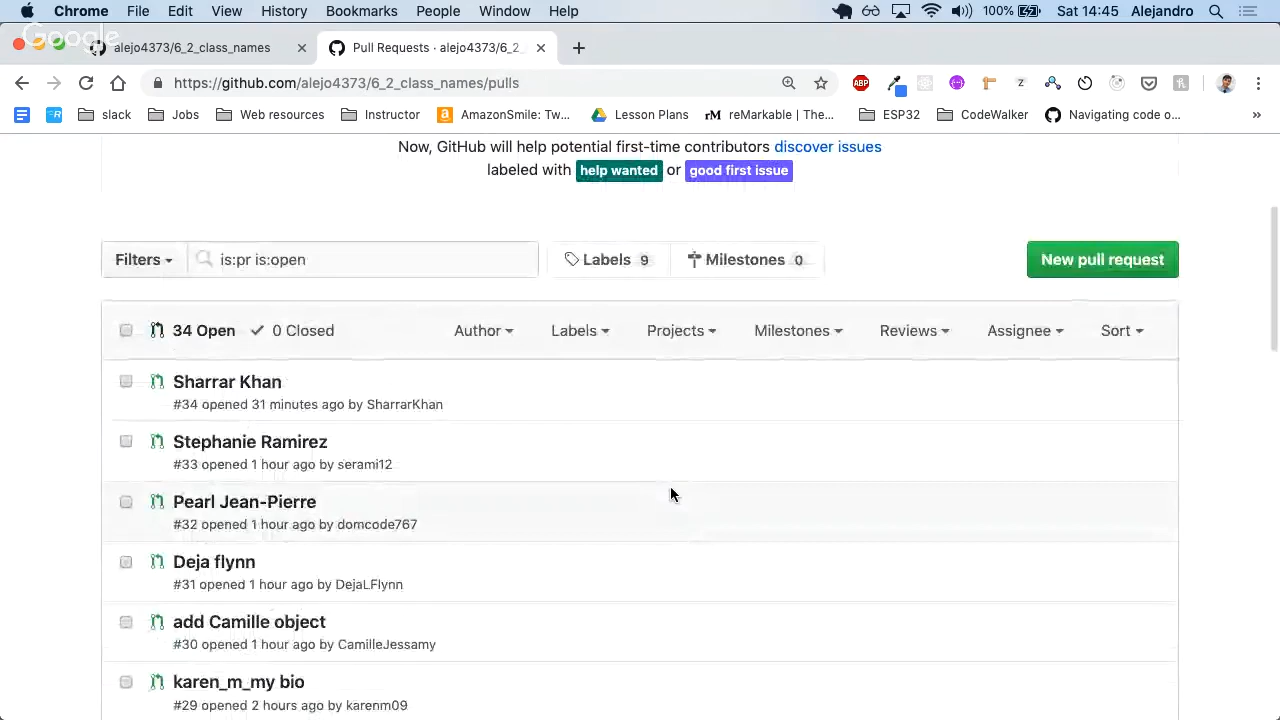 Chrome File Edit View History Bookmarks People Window Help 100% Sat 14:45 Alejandro
Google
alejo4373/6_2_class_names Pull Requests · alejo4373/6_2_
https://github.com/alejo4373/6_2_class_names/pulls ABP Z
slack Jobs Web resources Instructor AmazonSmile: Tw... Lesson Plans rM reMarkable | The... ESP32 CodeWalker Navigating code o... »
Now, GitHub will help potential first-time contributors discover issues
labeled with help wanted or good first issue
Filters is:pr is:open Labels 9 Milestones 0 New pull request
34 Open 0 Closed Author Labels Projects Milestones Reviews Assignee Sort
Sharrar Khan
#34 opened 31 minutes ago by SharrarKhan
Stephanie Ramirez
#33 opened 1 hour ago by serami12
Pearl Jean-Pierre
#32 opened 1 hour ago by domcode767
Deja flynn
#31 opened 1 hour ago by DejaLFlynn
add Camille object
#30 opened 1 hour ago by CamilleJessamy
karen_m_my bio
#29 opened 2 hours ago by karenm09